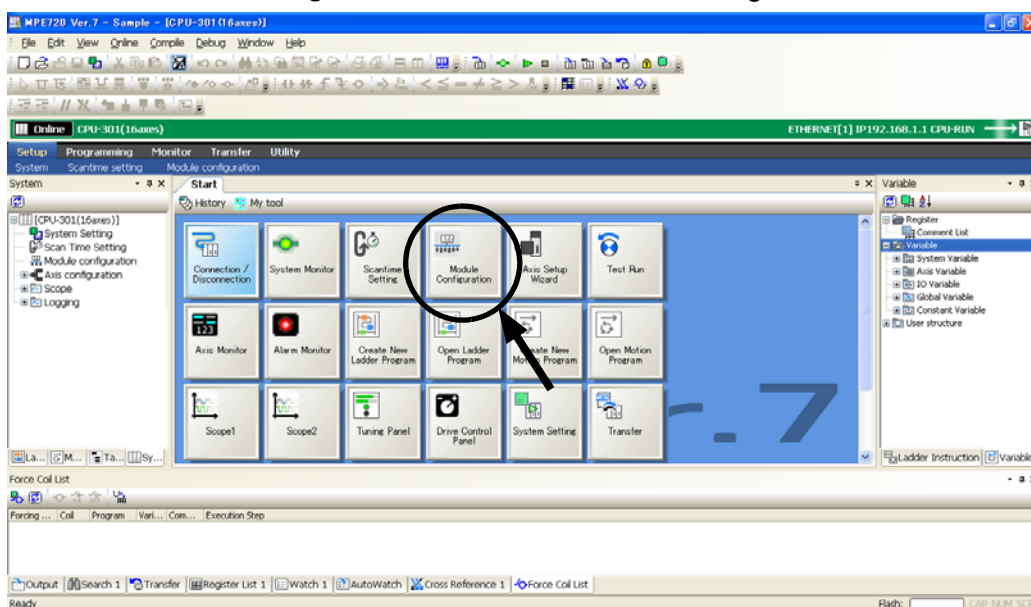 MPE720 Ver.7 - Sample - [CPU-301(16axes)]
File Edit View Online Compile Debug Window Help
Online CPU-301(16axes) ETHERNET[1] IP192.168.1.1 CPU-RUN
Setup Programming Monitor Transfer Utility
System Scantime setting Module configuration
System
Start
Variable
History My tool
[CPU-301(16axes)]
System Setting
Scan Time Setting
Module configuration
Axis configuration
Scope
Logging
Connection / Disconnection
System Monitor
Scantime Setting
Module Configuration
Axis Setup Wizard
Test Run
Axis Monitor
Alarm Monitor
Create New Ladder Program
Open Ladder Program
Create New Motion Program
Open Motion Program
Scope1
Scope2
Tuning Panel
Drive Control Panel
System Setting
Transfer
Register
Comment List
Variable
System Variable
Axis Variable
IO Variable
Global Variable
Constant Variable
User structure
La... M... Ta... Sy...
Ladder Instruction Variable
Force Coil List
Forcing ... Coil Program Vari... Com... Execution Step
Output Search 1 Transfer Register List 1 Watch 1 AutoWatch Cross Reference 1 Force Coil List
Ready Flash: CAP NUM